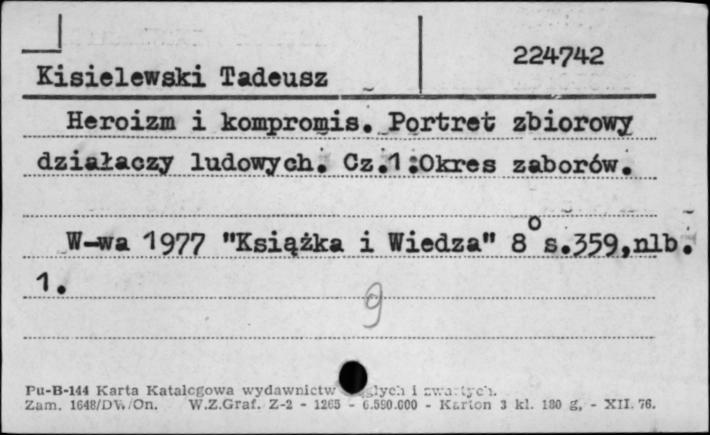 224742
Kisielewski Tadeusz
Heroizm i kompromis. Portret zbiorowy
działaczy ludowych. Cz.1:Okres zaborów.
W-wa 1977 "Książka i Wiedza" 8° s.359,nlb.
1.
9
Pu-B-144 Karta Katalogowa wydawnictw i zwartych.
Zam. 1648/DW/On. W.Z.Graf. Z-2 - 1265 - 6.590.000 - Karton 3 kl. 180 g, - XII. 76.